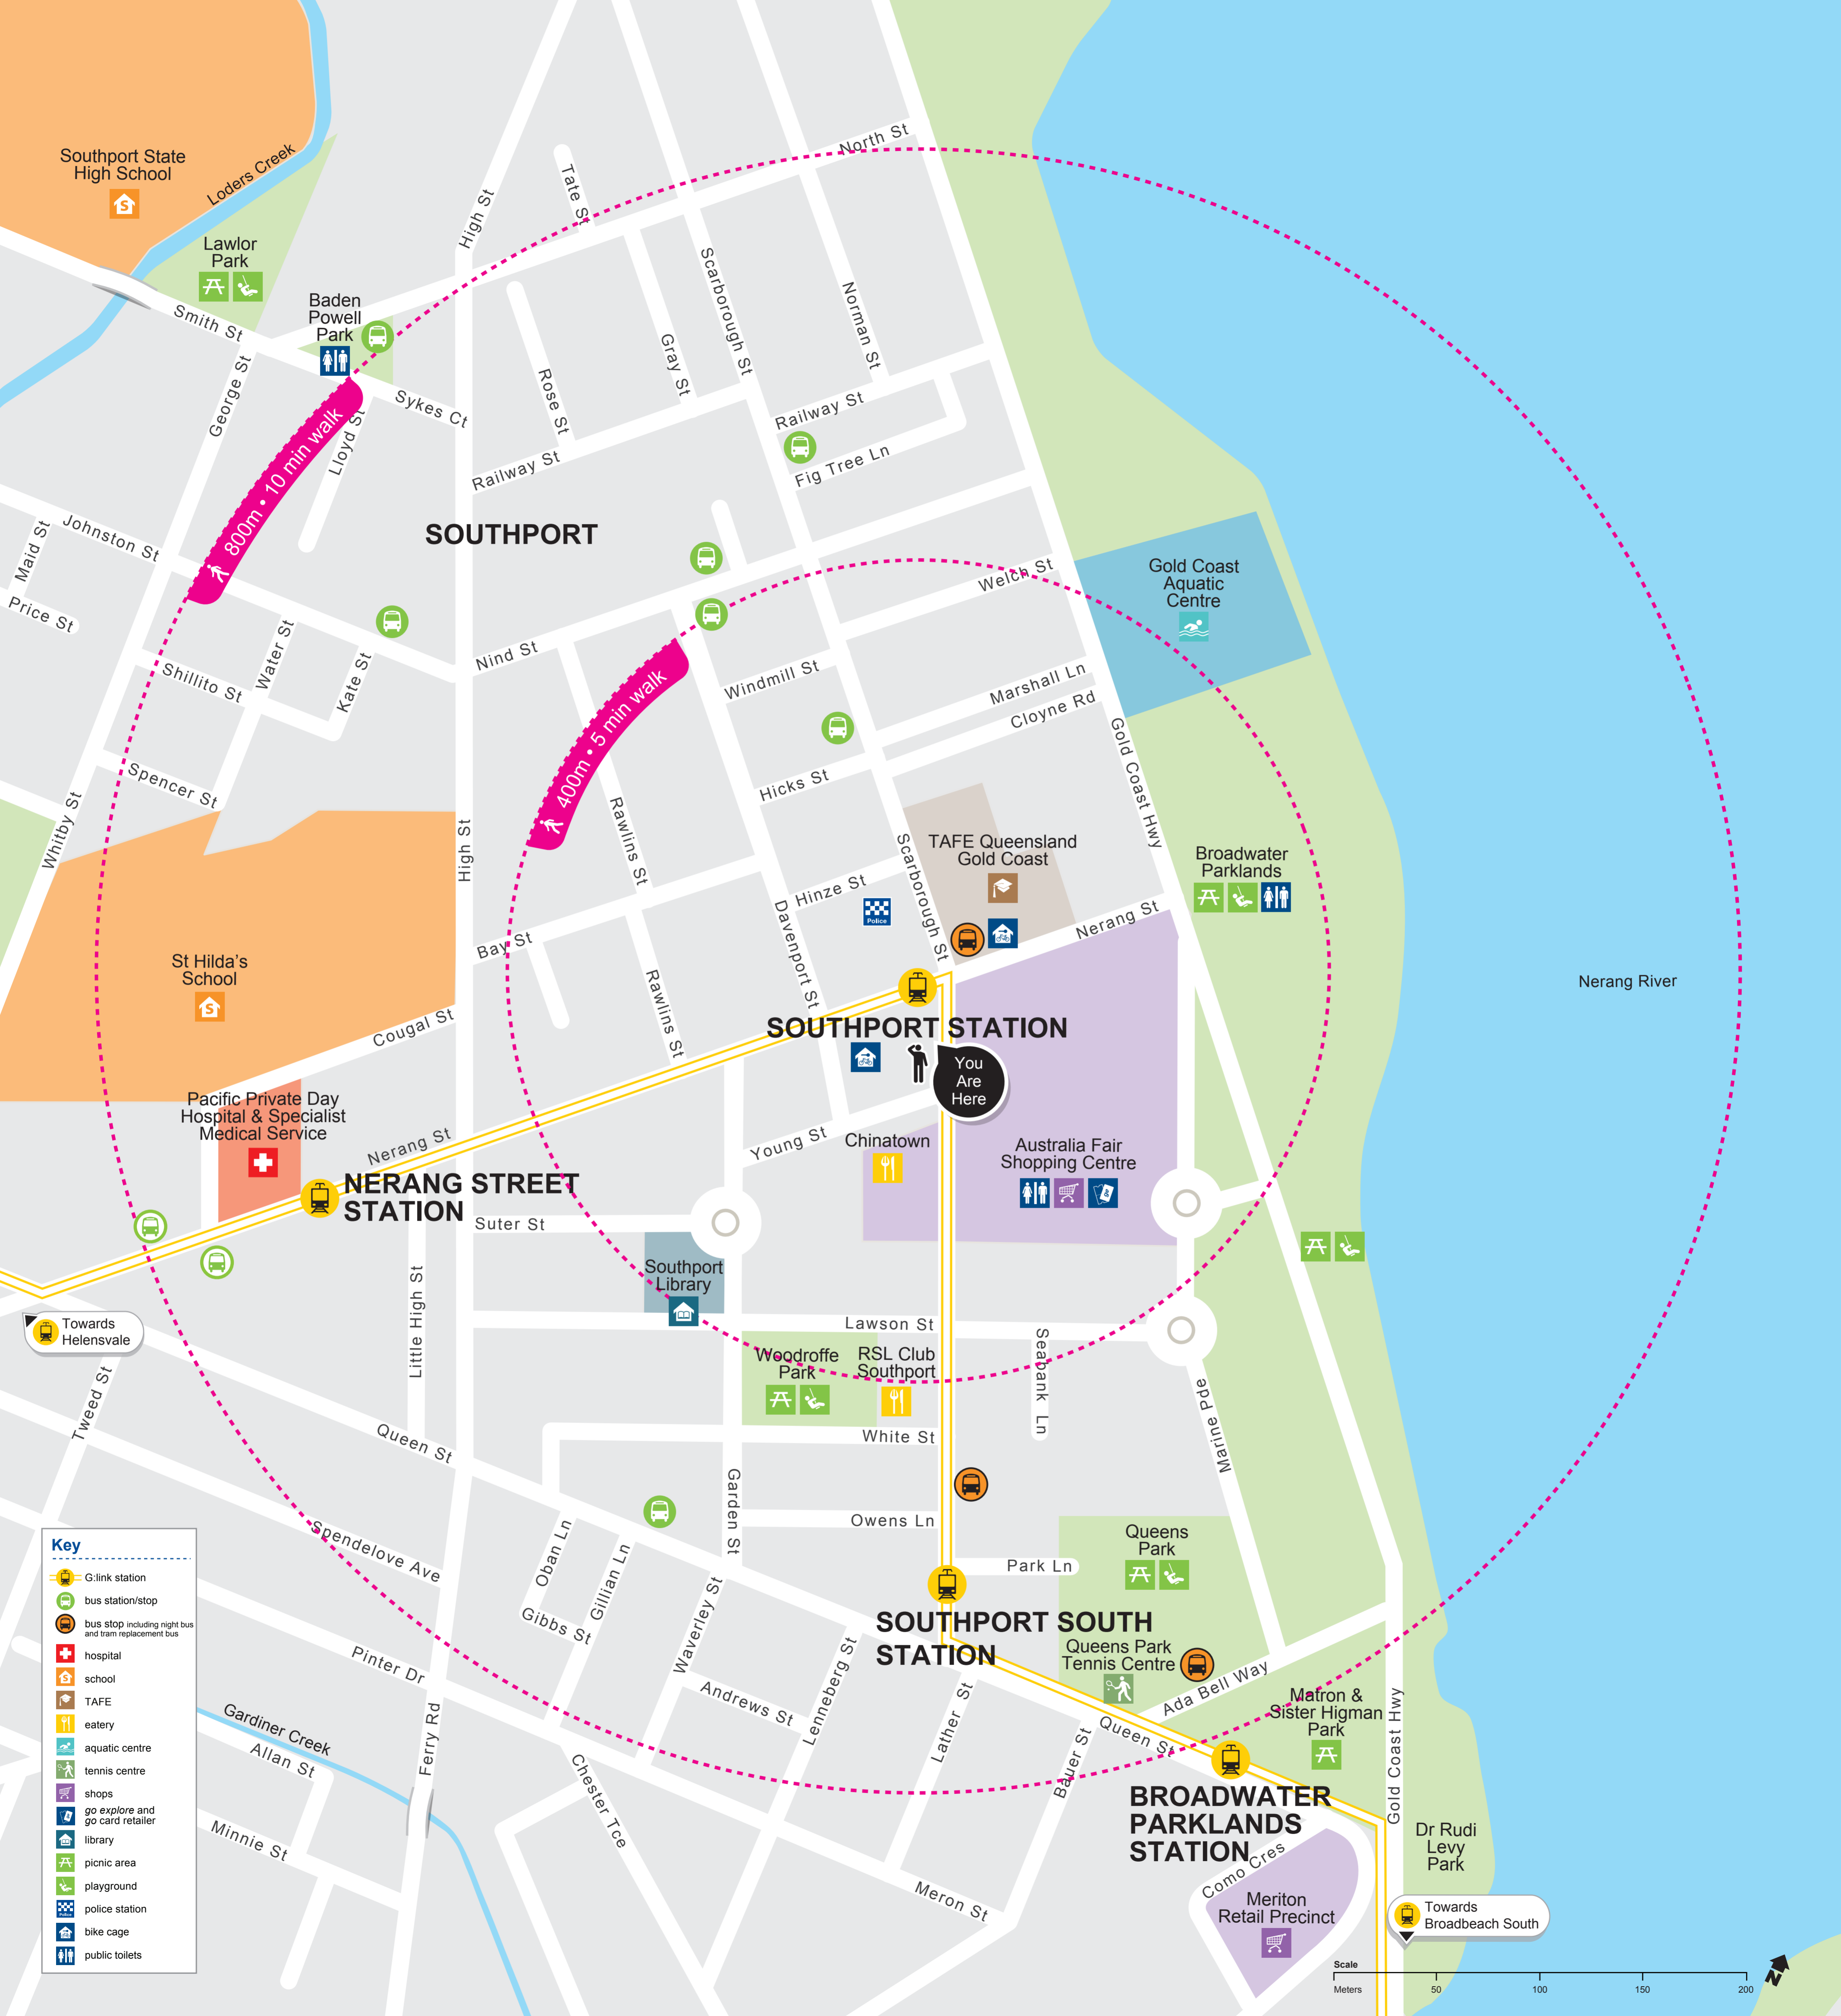 North St
Tate St
High St
Southport State
High School
Loders Creek
Lawlor
Park
Scarborough St
Norman St
Baden
Powell
Park
Smith St
George St
Gray St
Rose St
Sykes Ct
Lloyd St
Railway St
Railway St
Fig Tree Ln
800m • 10 min walk
Johnston St
Maid St
Price St
SOUTHPORT
Gold Coast
Aquatic
Centre
Welch St
Nind St
Water St
Kate St
Shillito St
Windmill St
Marshall Ln
Cloyne Rd
400m • 5 min walk
Spencer St
Hicks St
Gold Coast Hwy
Whitby St
High St
Rawlins St
Scarborough St
TAFE Queensland
Gold Coast
Broadwater
Parklands
Hinze St
Police
Davenport St
Nerang St
Bay St
St Hilda's
School
Rawlins St
Nerang River
Cougal St
SOUTHPORT STATION
You
Are
Here
Pacific Private Day
Hospital & Specialist
Medical Service
Nerang St
Young St
Chinatown
Australia Fair
Shopping Centre
NERANG STREET
STATION
Suter St
Southport
Library
Little High St
Towards
Helensvale
Lawson St
Seabank Ln
Woodroffe
Park
RSL Club
Southport
Tweed St
Marine Pde
Queen St
White St
Garden St
Owens Ln
Spendelove Ave
Oban Ln
Gillian Ln
Gibbs St
Waverley St
Queens
Park
Park Ln
SOUTHPORT SOUTH
STATION
Queens Park
Tennis Centre
Pinter Dr
Andrews St
Lenneberg St
Lather St
Ada Bell Way
Matron &
Sister Higman
Park
Gardiner Creek
Allan St
Ferry Rd
Queen St
Bauer St
Gold Coast Hwy
Chester Tce
BROADWATER
PARKLANDS
STATION
Minnie St
Dr Rudi
Levy
Park
Como Cres
Meron St
Meriton
Retail Precinct
Towards
Broadbeach South
Key
G:link station
bus station/stop
bus stop including night bus
and tram replacement bus
hospital
S school
TAFE
eatery
aquatic centre
tennis centre
shops
go explore and
go card retailer
library
picnic area
playground
Police police station
bike cage
public toilets
Scale
Meters 50 100 150 200
N